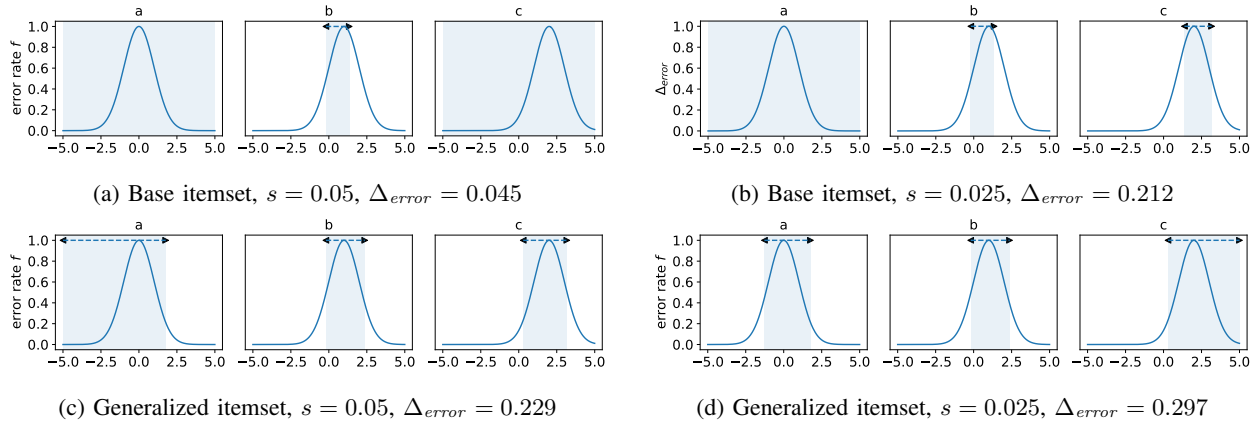 a b c
error rate f
1.0
0.8
0.6
0.4
0.2
0.0
−5.0 −2.5 0.0 2.5 5.0 −5.0 −2.5 0.0 2.5 5.0 −5.0 −2.5 0.0 2.5 5.0
(a) Base itemset, s = 0.05, Δerror = 0.045
a b c
Δerror
1.0
0.8
0.6
0.4
0.2
0.0
−5.0 −2.5 0.0 2.5 5.0 −5.0 −2.5 0.0 2.5 5.0 −5.0 −2.5 0.0 2.5 5.0
(b) Base itemset, s = 0.025, Δerror = 0.212
a b c
error rate f
1.0
0.8
0.6
0.4
0.2
0.0
−5.0 −2.5 0.0 2.5 5.0 −5.0 −2.5 0.0 2.5 5.0 −5.0 −2.5 0.0 2.5 5.0
(c) Generalized itemset, s = 0.05, Δerror = 0.229
a b c
error rate f
1.0
0.8
0.6
0.4
0.2
0.0
−5.0 −2.5 0.0 2.5 5.0 −5.0 −2.5 0.0 2.5 5.0 −5.0 −2.5 0.0 2.5 5.0
(d) Generalized itemset, s = 0.025, Δerror = 0.297